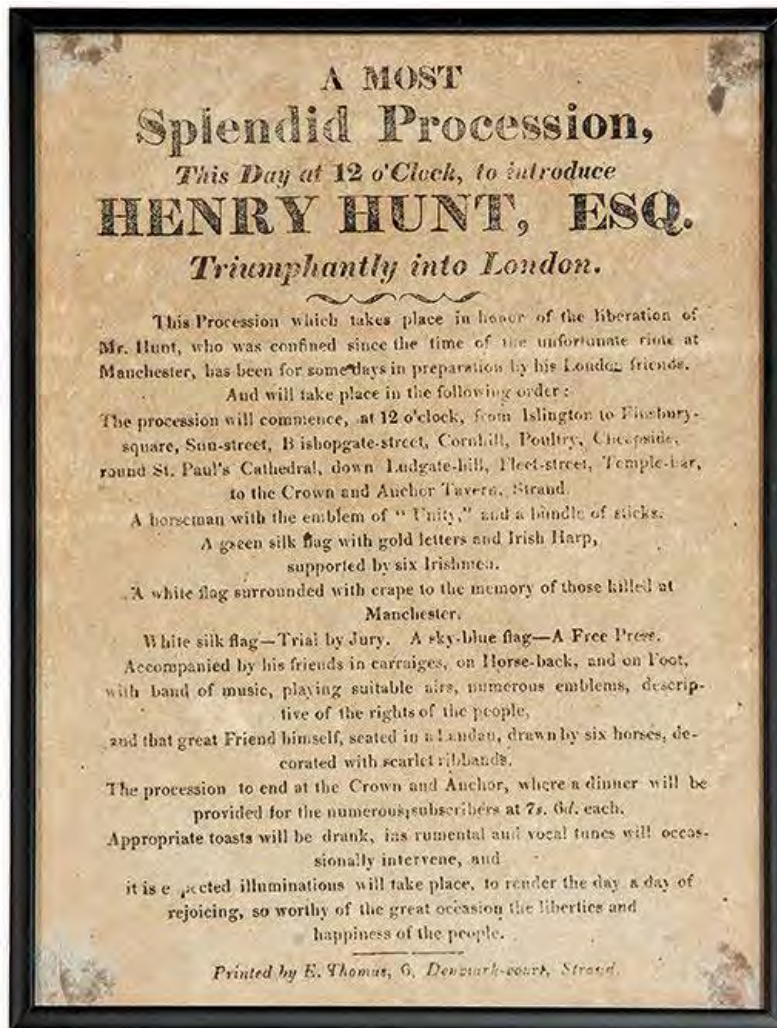 A MOST
Splendid Procession,
This Day at 12 o'Clock, to introduce
HENRY HUNT, ESQ.
Triumphantly into London.
This Procession which takes place in honor of the liberation of
Mr. Hunt, who was confined since the time of the unfortunate riots at
Manchester, has been for some days in preparation by his London friends.
And will take place in the following order:
The procession will commence, at 12 o'clock, from Islington to Finsbury-
square, Sun-street, Bishopgate-street, Cornhill, Poultry, Cheapside,
round St. Paul's Cathedral, down Ludgate-hill, Fleet-street, Temple-bar,
to the Crown and Anchor Tavern, Strand.
A horseman with the emblem of "Unity," and a bundle of sticks.
A green silk flag with gold letters and Irish Harp,
supported by six Irishmen.
A white flag surrounded with crape to the memory of those killed at
Manchester.
White silk flag—Trial by Jury. A sky-blue flag—A Free Press.
Accompanied by his friends in carraiges, on Horse-back, and on Foot,
with band of music, playing suitable airs, numerous emblems, descrip-
tive of the rights of the people,
and that great Friend himself, seated in a Landau, drawn by six horses, de-
corated with scarlet ribbands.
The procession to end at the Crown and Anchor, where a dinner will be
provided for the numerous subscribers at 7s. 6d. each.
Appropriate toasts will be drank, ins rumental and vocal tunes will occas-
sionally intervene, and
it is e pected illuminations will take place, to render the day a day of
rejoicing, so worthy of the great occasion the liberties and
happiness of the people.
Printed by E. Thomas, 6, Denmark-court, Strand.